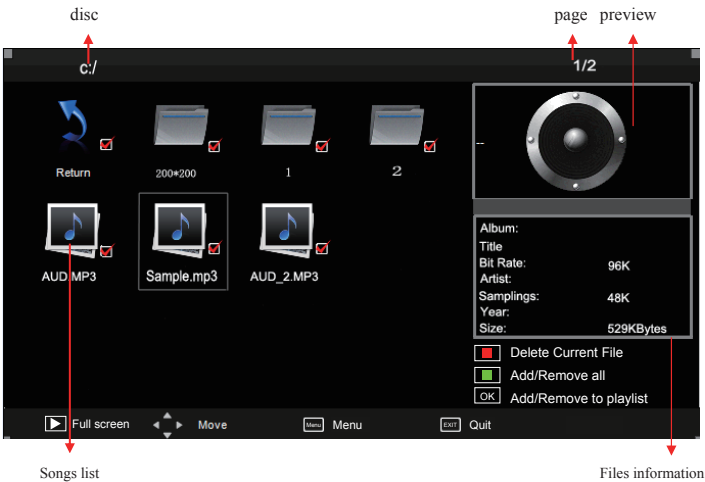 disc
page preview
c:/
1/2
Return
200*200
1
2
--
AUD.MP3
Sample.mp3
AUD_2.MP3
Album:
Title
Bit Rate: 96K
Artist:
Samplings: 48K
Year:
Size: 529KBytes
Delete Current File
Add/Remove all
OK Add/Remove to playlist
Full screen
Move
Menu Menu
EXIT Quit
Songs list
Files information